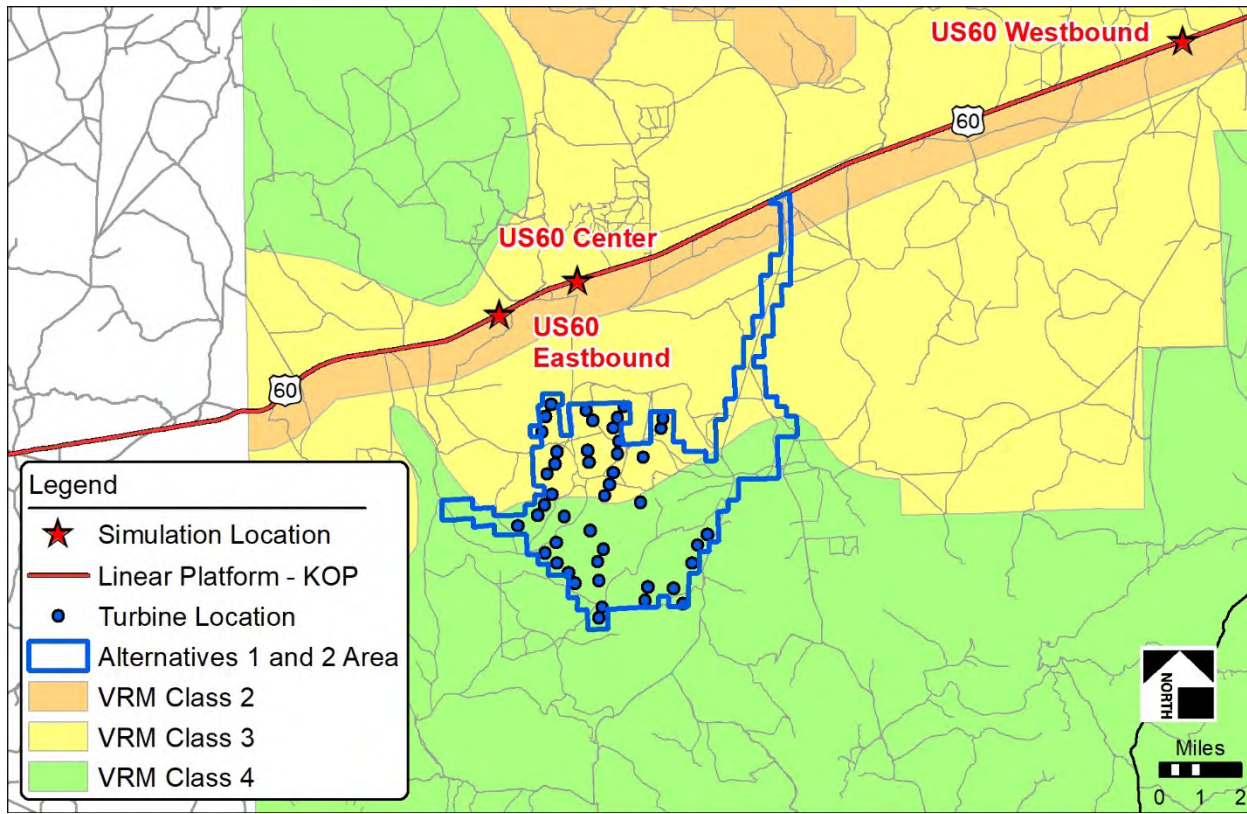 US60 Westbound
60
US60 Center
US60
Eastbound
60
Legend
Simulation Location
Linear Platform - KOP
Turbine Location
Alternatives 1 and 2 Area
VRM Class 2
VRM Class 3
VRM Class 4
NORTH
Miles
0 1 2